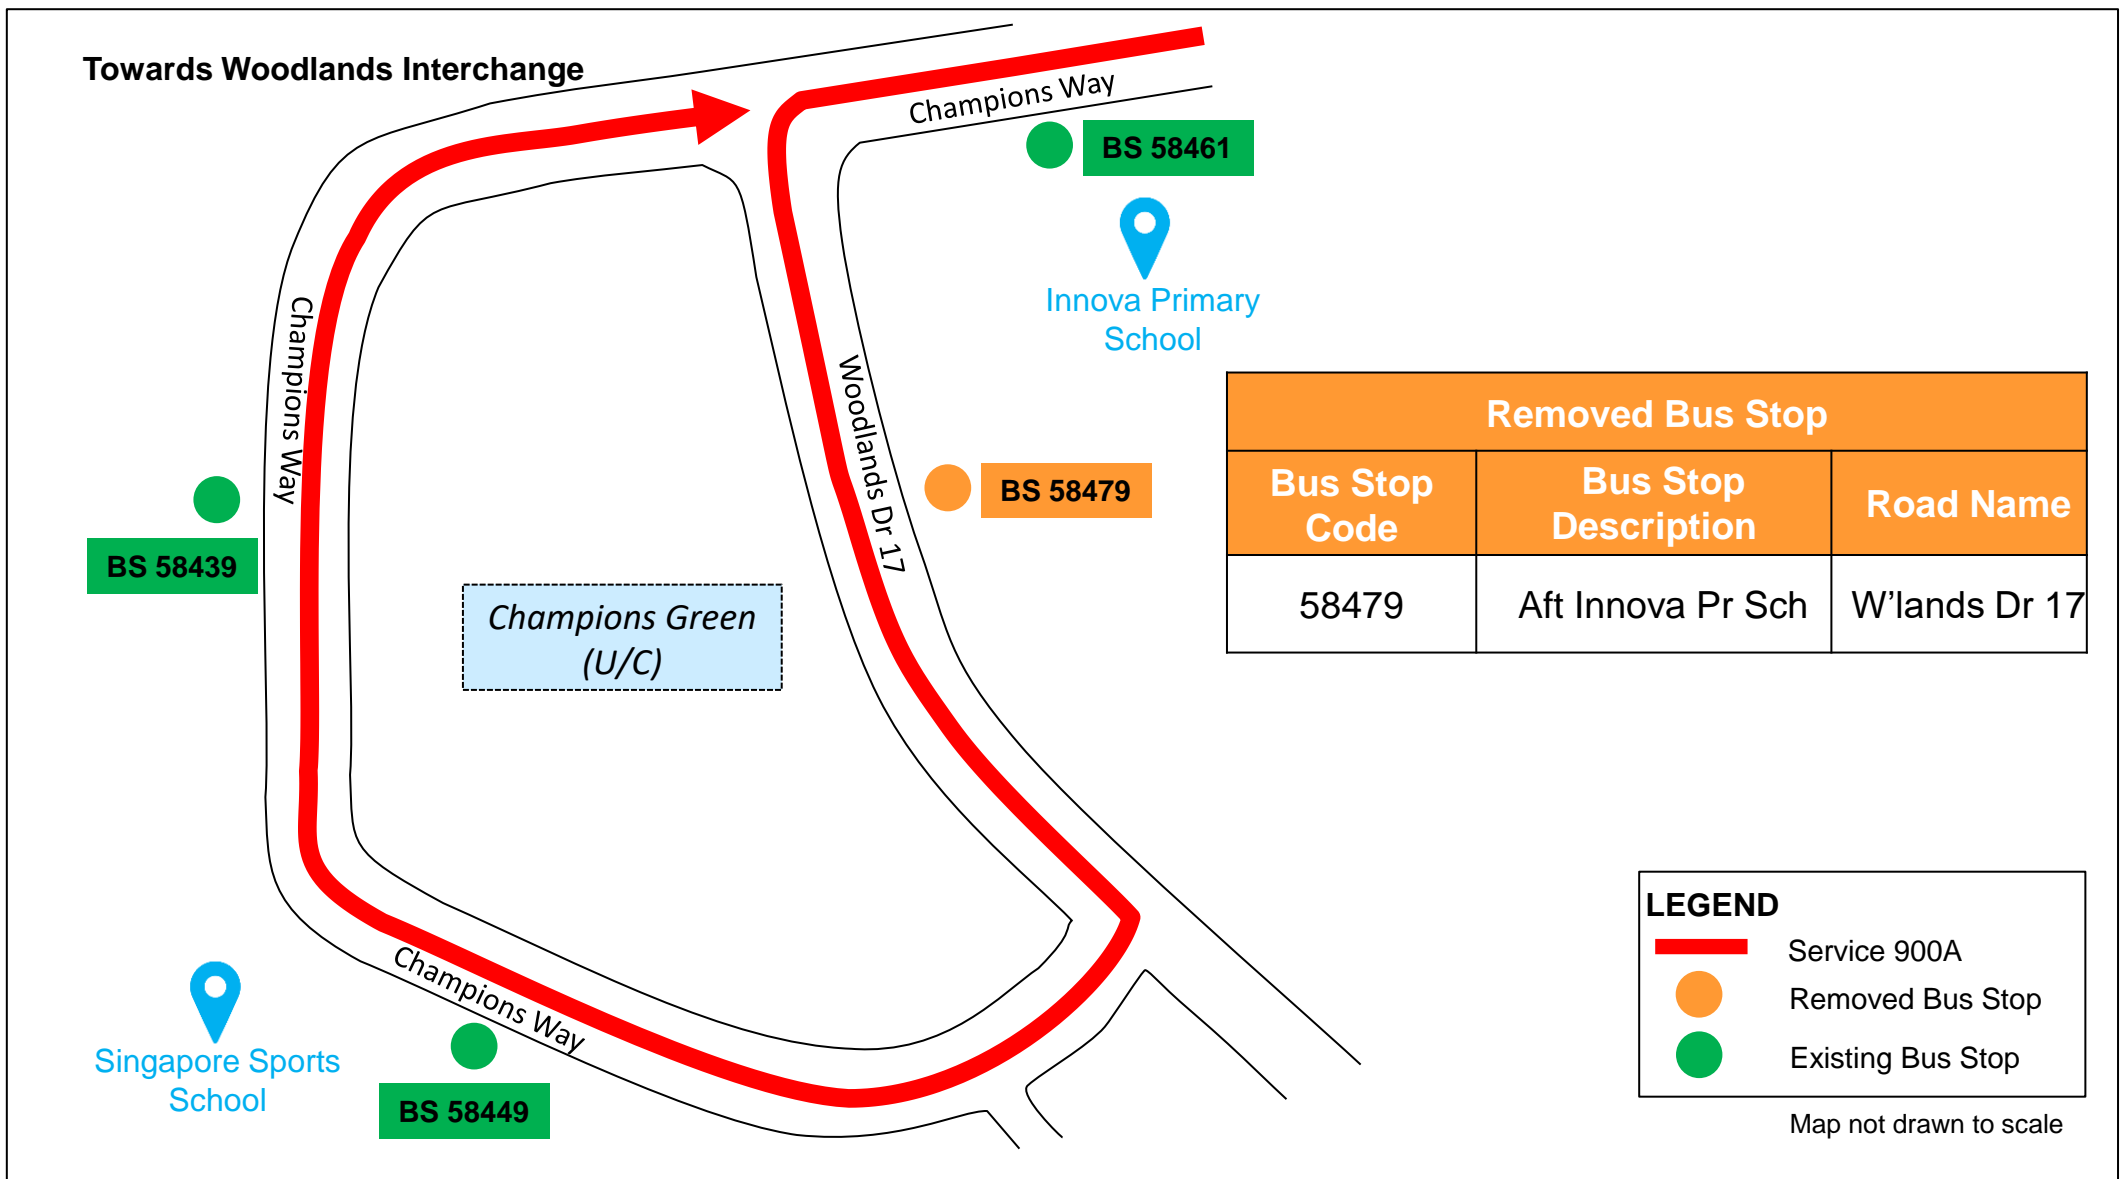 Towards Woodlands Interchange
Champions Way
BS 58461
Innova Primary
School
Champions Way
Woodlands Dr 17
BS 58479
BS 58439
Champions Green
(U/C)
Removed Bus Stop
Bus Stop
Code
Bus Stop
Description
Road Name
58479
Aft Innova Pr Sch
W’lands Dr 17
Champions Way
Singapore Sports
School
BS 58449
LEGEND
Service 900A
Removed Bus Stop
Existing Bus Stop
Map not drawn to scale